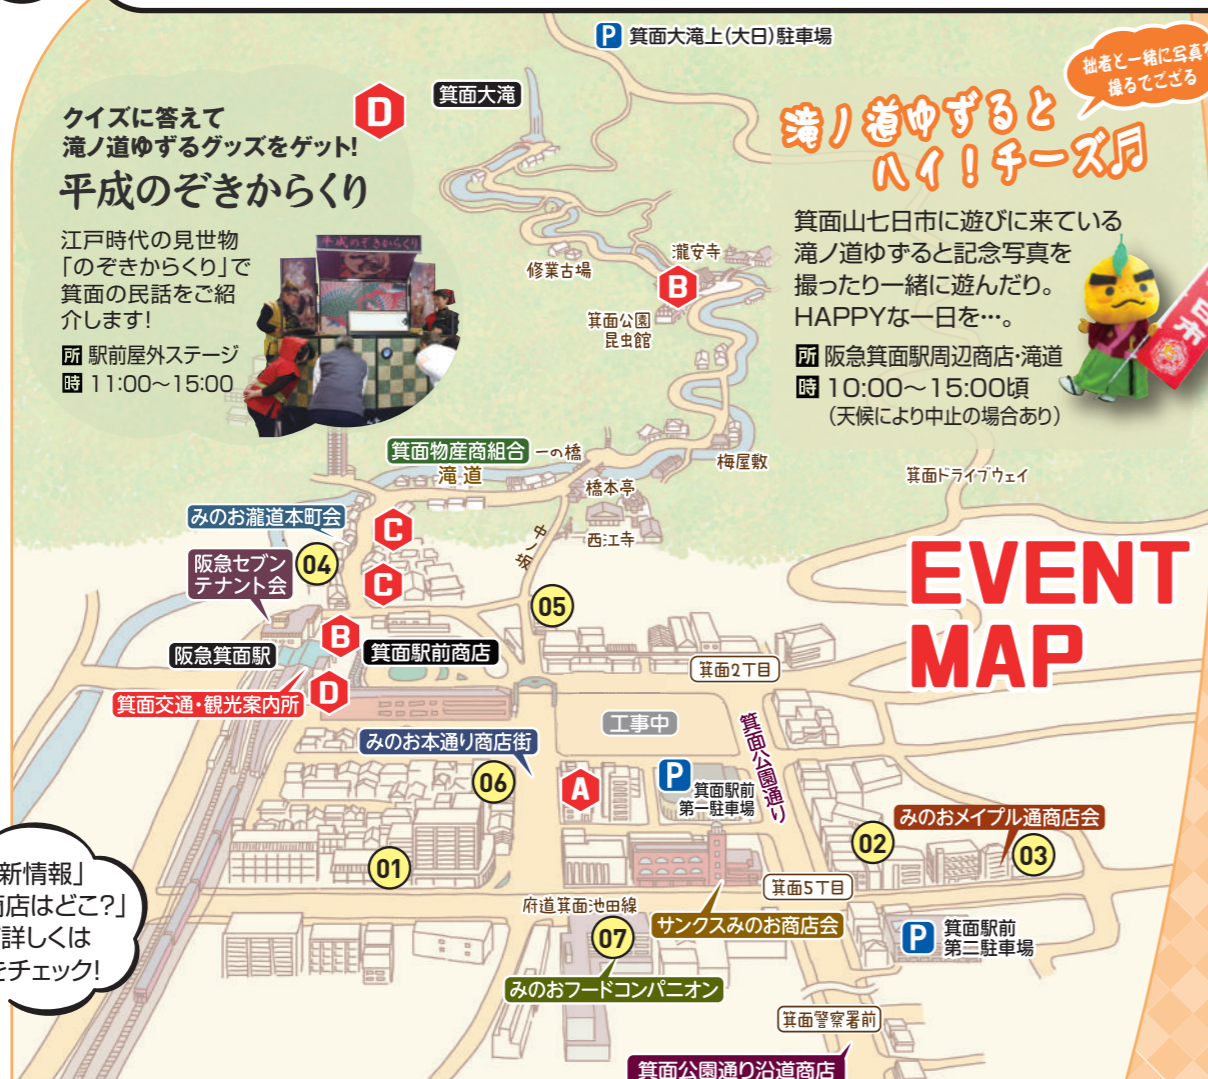 P 箕面大滝上(大日)駐車場
拙者と一緒に写真を
撮るでござる
クイズに答えて
滝ノ道ゆずるグッズをゲット!
平成のぞきからくり
D
江戸時代の見世物
「のぞきからくり」で
箕面の民話をご紹
介します!
所 駅前屋外ステージ
時 11:00〜15:00
平成のぞきからくり
箕面大滝
滝ノ道ゆずると
ハイ!チーズ♬
箕面山七日市に遊びに来ている
滝ノ道ゆずると記念写真を
撮ったり一緒に遊んだり。
HAPPYな一日を…。
所 阪急箕面駅周辺商店・滝道
時 10:00〜15:00頃
(天候により中止の場合あり)
日市
瀧安寺
修業古場
B
箕面公園
昆虫館
箕面物産商組合
一の橋
滝道
梅屋敷
箕面ドライブウェイ
橋本亭
みのお瀧道本町会
C
中ノ坂
西江寺
阪急セブン
テナント会
04
C
05
EVENT
MAP
B
阪急箕面駅
箕面駅前商店
箕面2丁目
箕面交通・観光案内所
D
工事中
箕面公園通り
みのお本通り商店街
06
A
P 箕面駅前
第一駐車場
みのおメイプル通商店会
01
02
03
新情報」
商店はどこ?」
詳しくは
をチェック!
箕面5丁目
府道箕面池田線
サンクスみのお商店会
07
P 箕面駅前
第二駐車場
みのおフードコンパニオン
箕面警察署前
箕面公園通り沿道商店